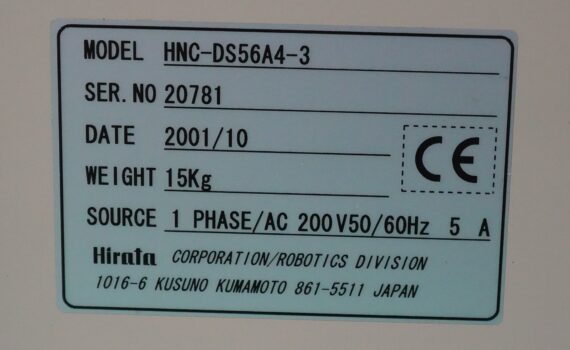 MODEL HNC-DS56A4-3
SER. NO 20781
DATE 2001/10
CE
WEIGHT 15Kg
SOURCE 1 PHASE/AC 200V50/60Hz 5 A
Hirata CORPORATION/ROBOTICS DIVISION
1016-6 KUSUNO KUMAMOTO 861-5511 JAPAN